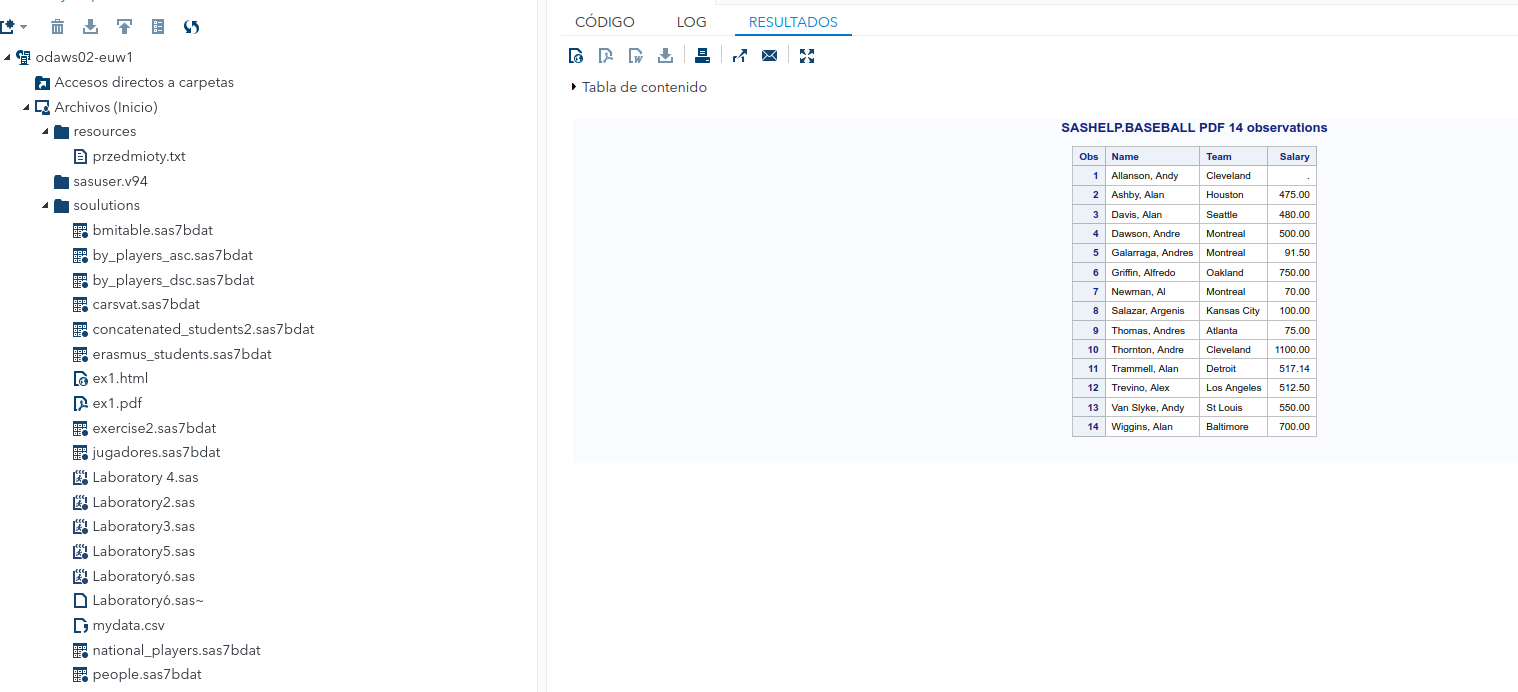 odaws02-euw1
Accesos directos a carpetas
Archivos (Inicio)
resources
przedmioty.txt
sasuser.v94
soulutions
bmitable.sas7bdat
by_players_asc.sas7bdat
by_players_dsc.sas7bdat
carsvat.sas7bdat
concatenated_students2.sas7bdat
erasmus_students.sas7bdat
ex1.html
ex1.pdf
exercise2.sas7bdat
jugadores.sas7bdat
Laboratory 4.sas
Laboratory2.sas
Laboratory3.sas
Laboratory5.sas
Laboratory6.sas
Laboratory6.sas~
mydata.csv
national_players.sas7bdat
people.sas7bdat
CÓDIGO LOG RESULTADOS
Tabla de contenido
SASHELP.BASEBALL PDF 14 observations
Obs Name Team Salary
1 Allanson, Andy Cleveland .
2 Ashby, Alan Houston 475.00
3 Davis, Alan Seattle 480.00
4 Dawson, Andre Montreal 500.00
5 Galarraga, Andres Montreal 91.50
6 Griffin, Alfredo Oakland 750.00
7 Newman, Al Montreal 70.00
8 Salazar, Argenis Kansas City 100.00
9 Thomas, Andres Atlanta 75.00
10 Thornton, Andre Cleveland 1100.00
11 Trammell, Alan Detroit 517.14
12 Trevino, Alex Los Angeles 512.50
13 Van Slyke, Andy St Louis 550.00
14 Wiggins, Alan Baltimore 700.00